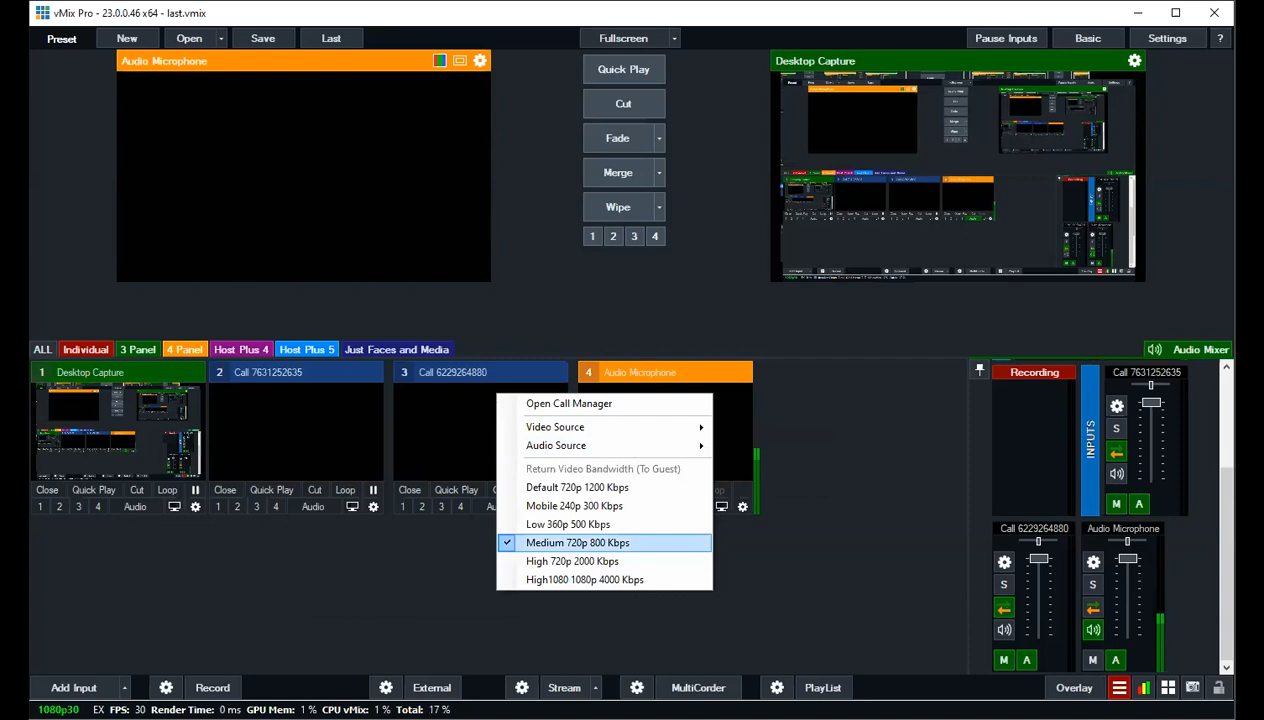 vMix Pro - 23.0.0.46 x64 - last.vmix
Preset New Open Save Last Fullscreen Pause Inputs Basic Settings ?
Audio Microphone
Quick Play
Cut
Fade
Merge
Wipe
1 2 3 4
Desktop Capture
ALL Individual 3 Panel 4 Panel Host Plus 4 Host Plus 5 Just Faces and Media Audio Mixer
1 Desktop Capture
Close Quick Play Cut Loop
1 2 3 4 Audio
2 Call 7631252635
Close Quick Play Cut Loop
1 2 3 4 Audio
3 Call 6229264880
Close Quick Play
1 2 3 4
4 Audio Microphone
Open Call Manager
Video Source
Audio Source
Return Video Bandwidth (To Guest)
Default 720p 1200 Kbps
Mobile 240p 300 Kbps
Low 360p 500 Kbps
Medium 720p 800 Kbps
High 720p 2000 Kbps
High1080 1080p 4000 Kbps
Recording
INPUTS
Call 7631252635
S
M A
Call 6229264880
S
M A
Audio Microphone
S
M A
Add Input Record External Stream MultiCorder PlayList Overlay
1080p30 EX FPS: 30 Render Time: 0 ms GPU Mem: 1 % CPU vMix: 1 % Total: 17 %